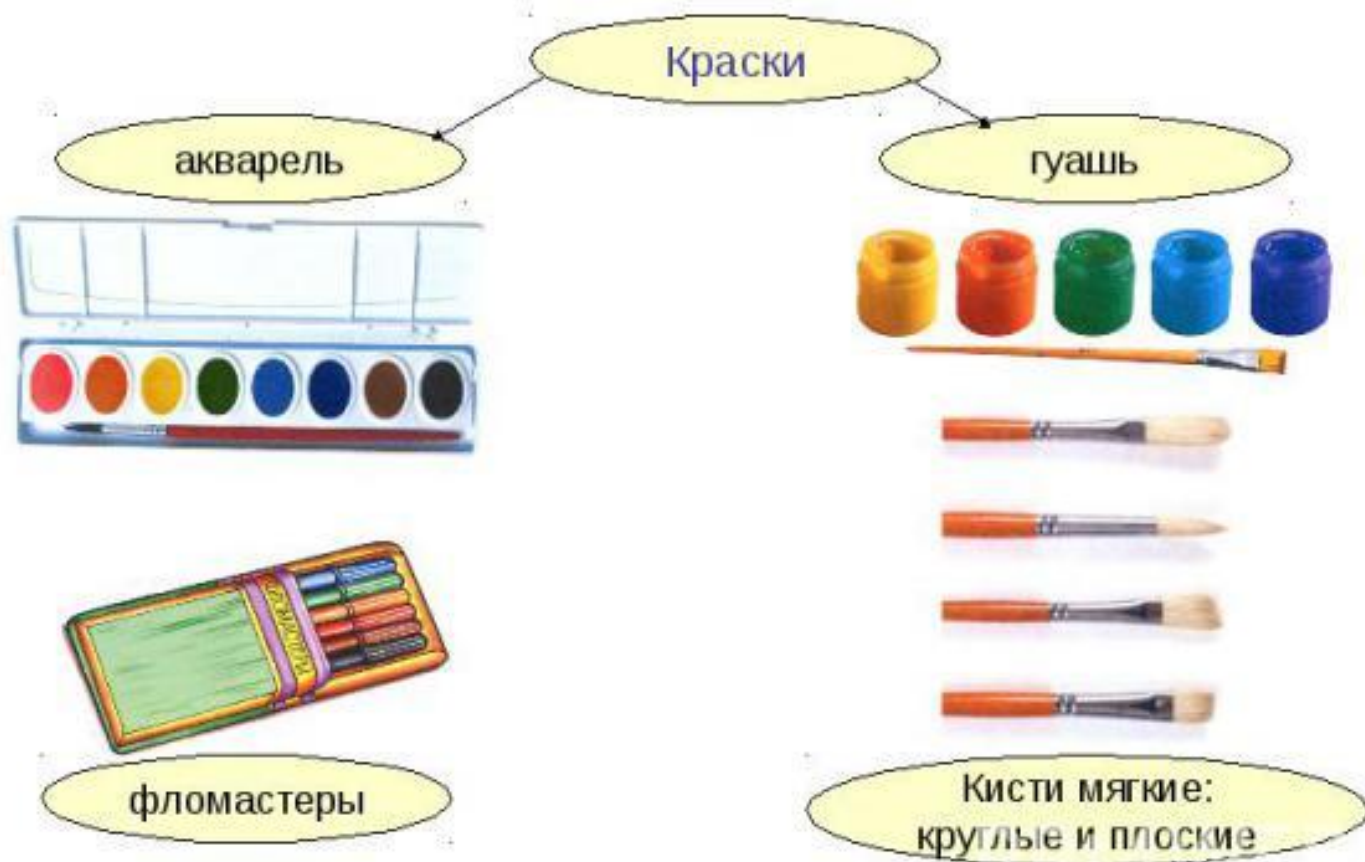 Краски
акварель
гуашь
фломастеры
Кисти мягкие:
круглые и плоские